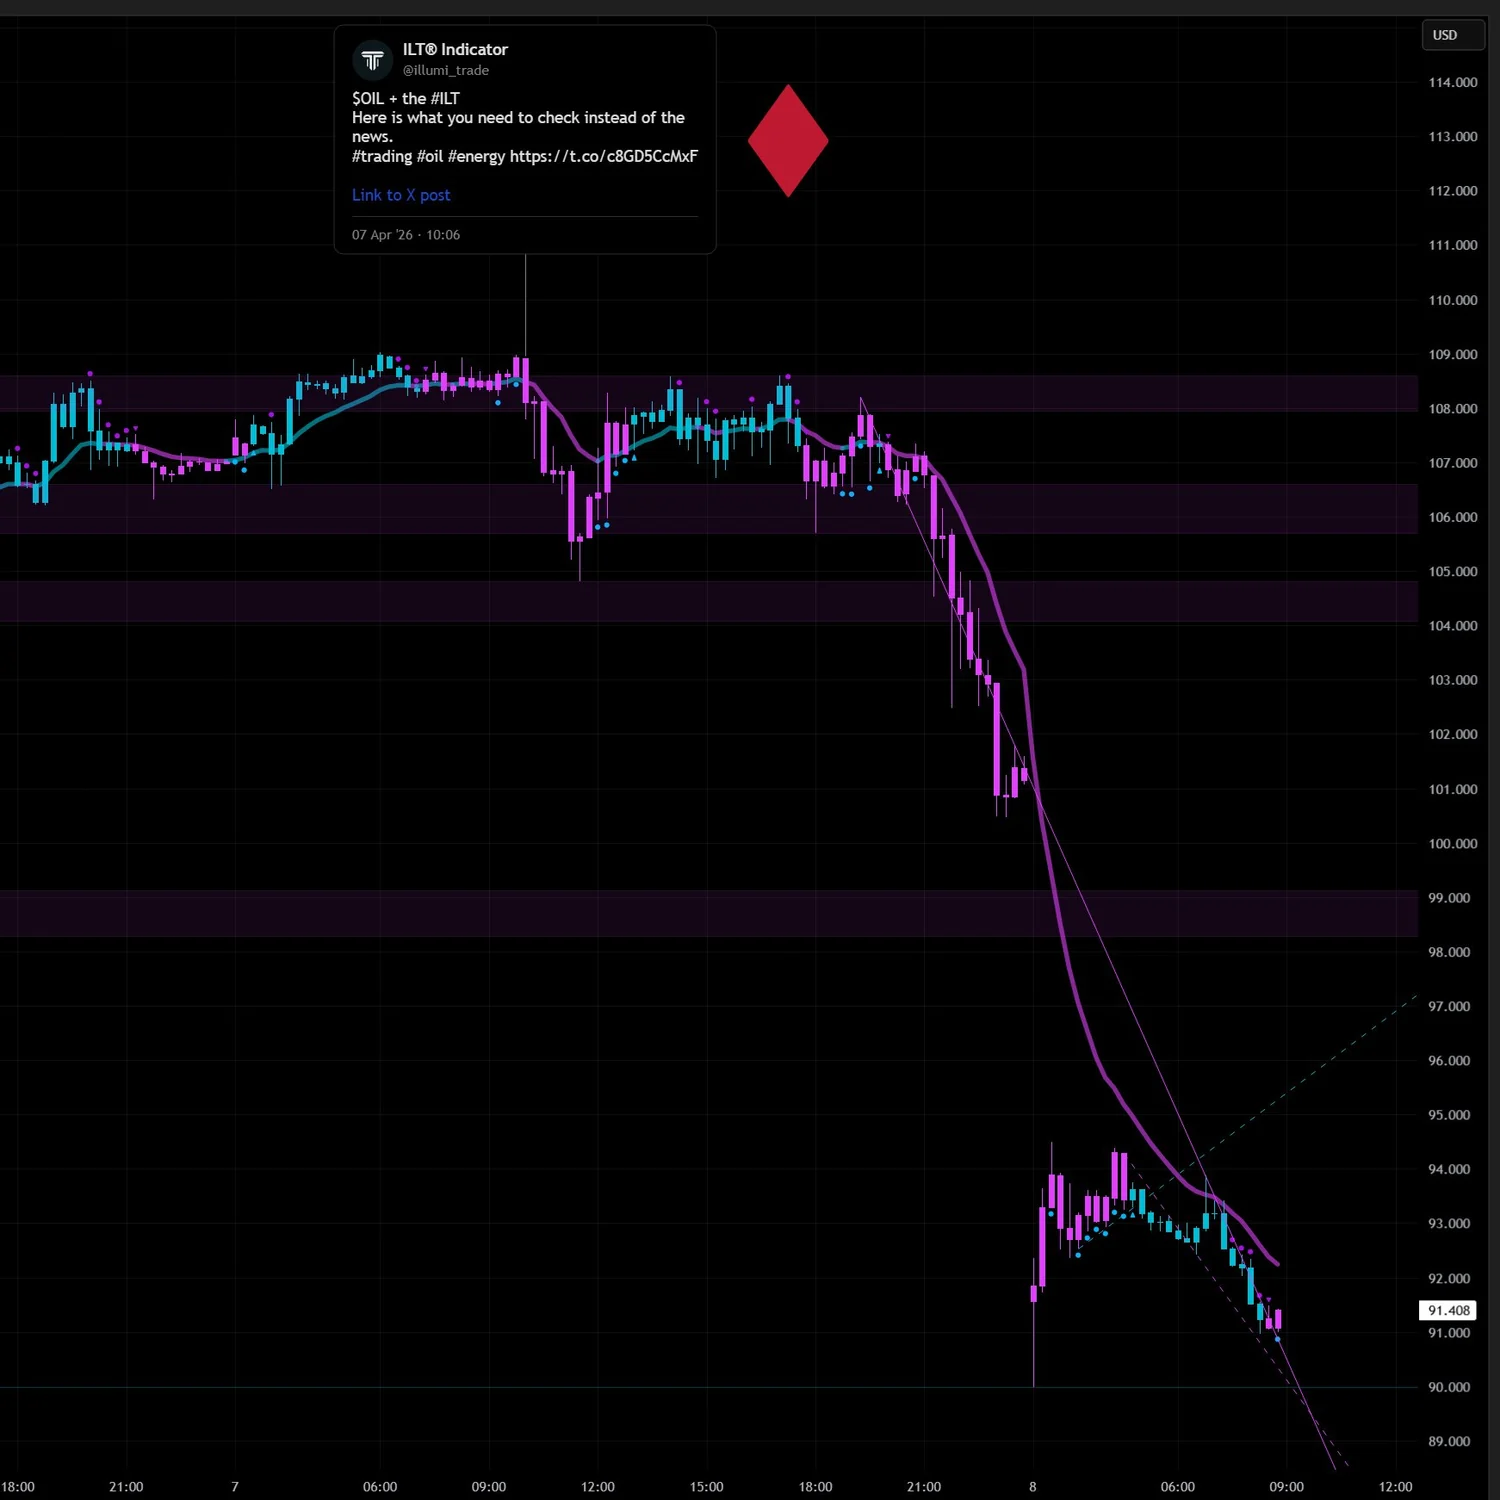 USD
ILT® Indicator
@illumi_trade
$OIL + the #ILT
Here is what you need to check instead of the
news.
#trading #oil #energy https://t.co/c8GD5CcMxF
Link to X post
07 Apr '26 · 10:06
114.000
113.000
112.000
111.000
110.000
109.000
108.000
107.000
106.000
105.000
104.000
103.000
102.000
101.000
100.000
99.000
98.000
97.000
96.000
95.000
94.000
93.000
92.000
91.408
91.000
90.000
89.000
18:00 21:00 7 06:00 09:00 12:00 15:00 18:00 21:00 8 06:00 09:00 12:00